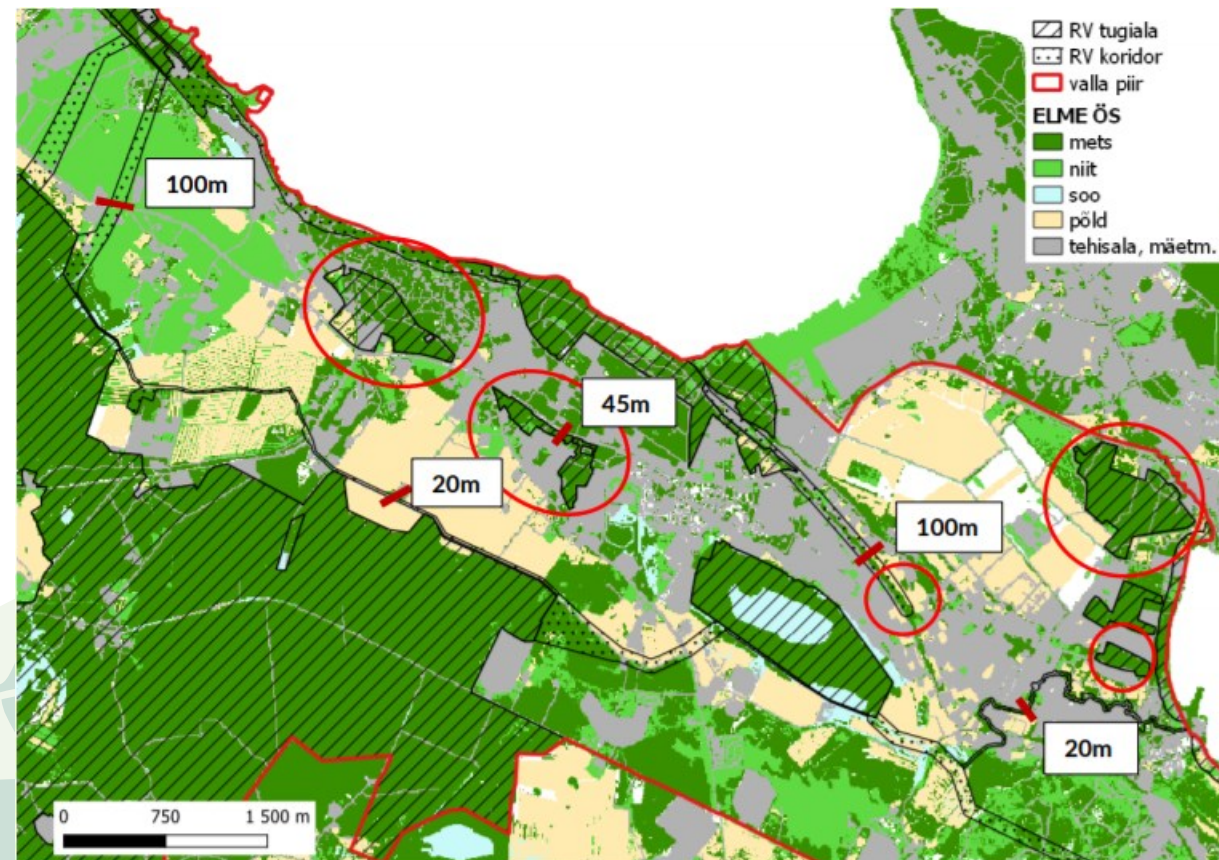 RV tugiala
RV koridor
valla piir
ELME ÖS
mets
niit
soo
põld
tehisala, mäetm.
100m
45m
20m
100m
20m
0 750 1 500 m